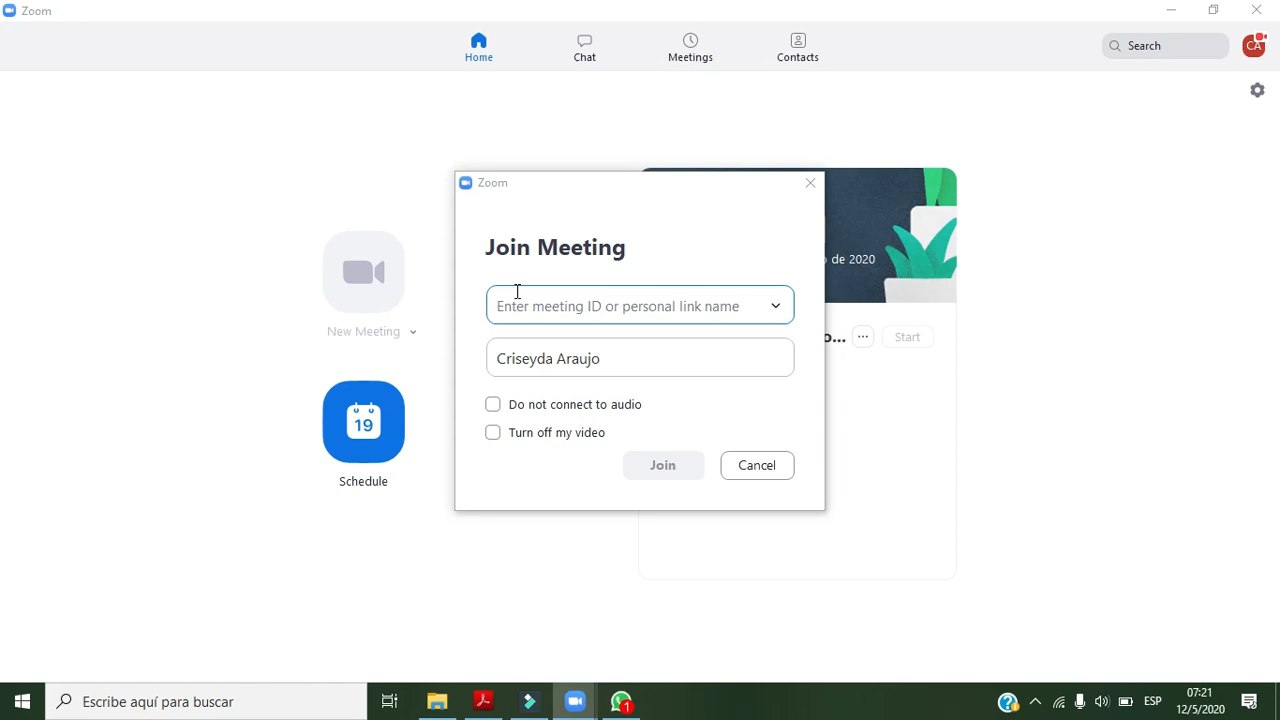 Zoom
Home
Chat
Meetings
Contacts
Search
CA
Zoom
Join Meeting
de 2020
Enter meeting ID or personal link name
New Meeting
o...
Start
Criseyda Araujo
Do not connect to audio
19
Turn off my video
Join
Cancel
Schedule
Escribe aquí para buscar
1
ESP
07:21
12/5/2020